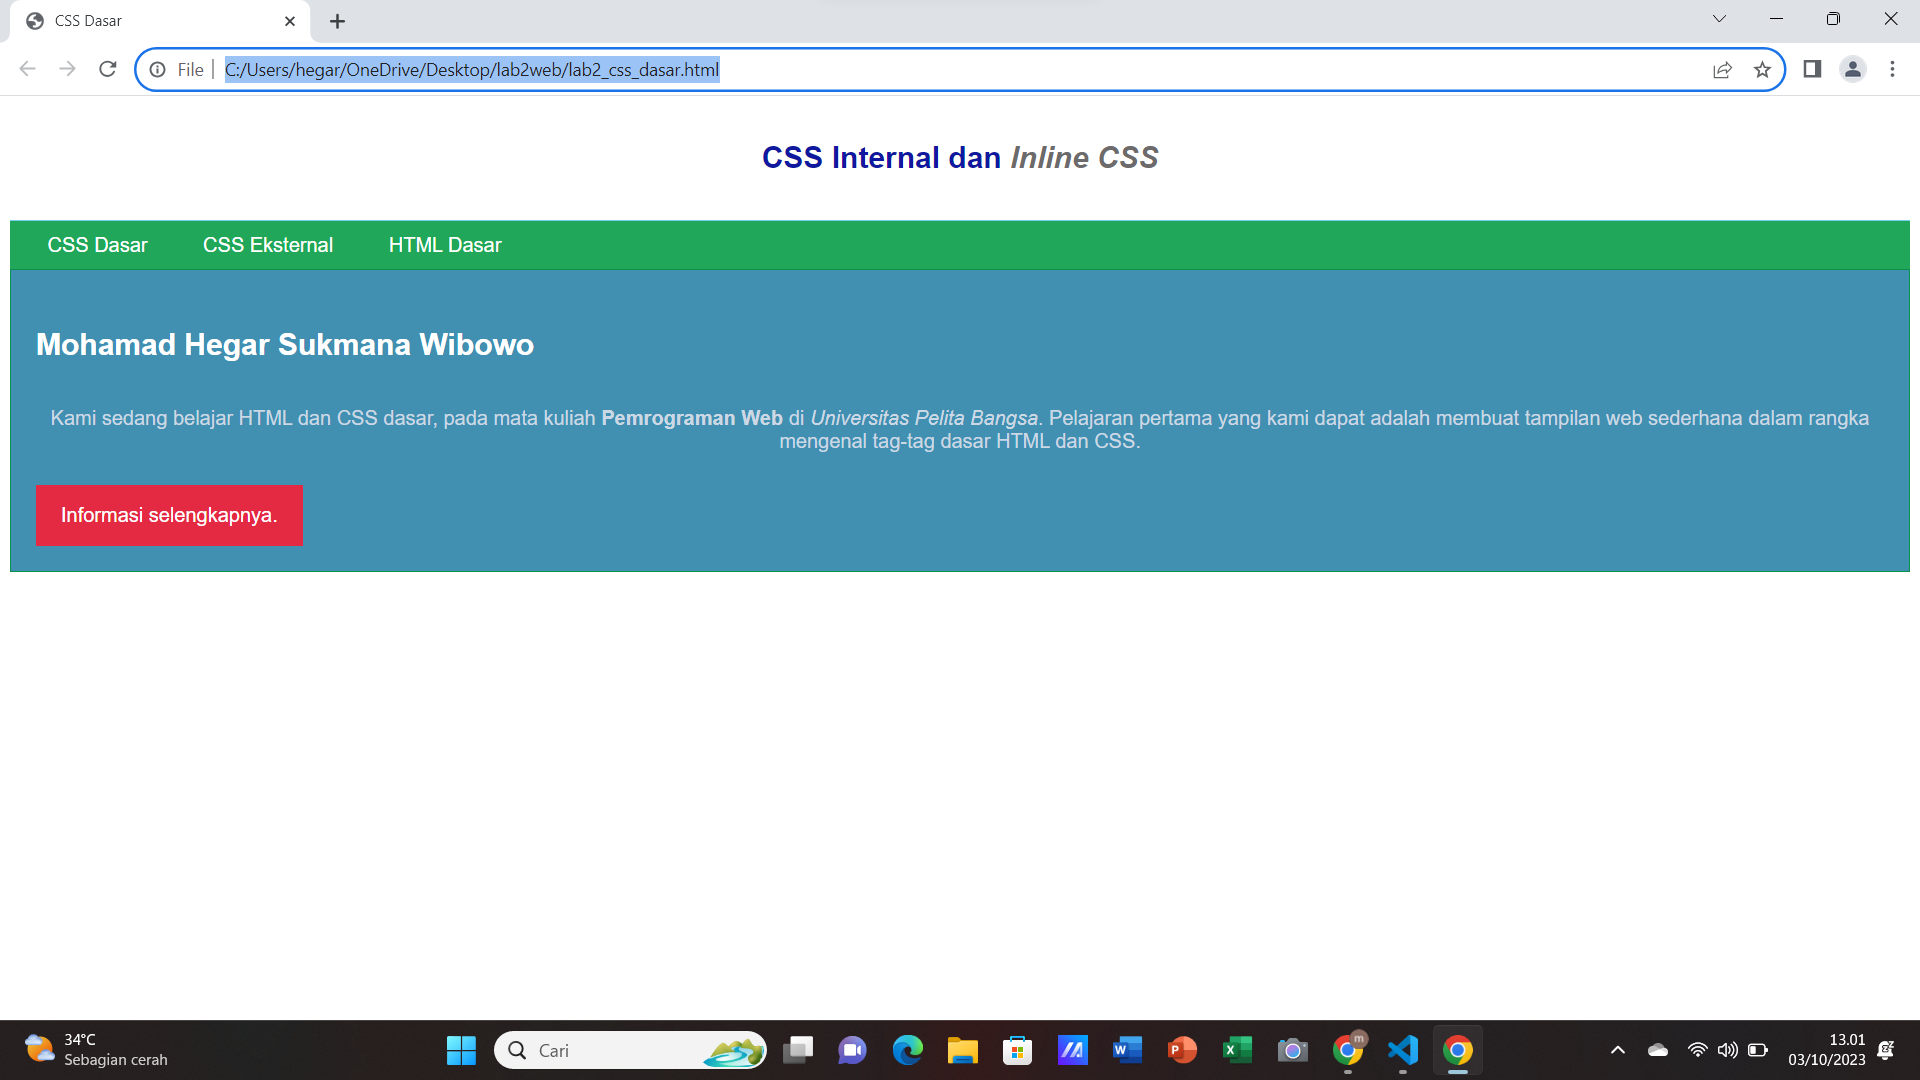 CSS Dasar
File C:/Users/hegar/OneDrive/Desktop/lab2web/lab2_css_dasar.html
CSS Internal dan Inline CSS
CSS Dasar CSS Eksternal HTML Dasar
Mohamad Hegar Sukmana Wibowo
Kami sedang belajar HTML dan CSS dasar, pada mata kuliah Pemrograman Web di Universitas Pelita Bangsa. Pelajaran pertama yang kami dapat adalah membuat tampilan web sederhana dalam rangka
mengenal tag-tag dasar HTML dan CSS.
Informasi selengkapnya.
34°C
Sebagian cerah
Cari
W
P
X
m
13.01
03/10/2023